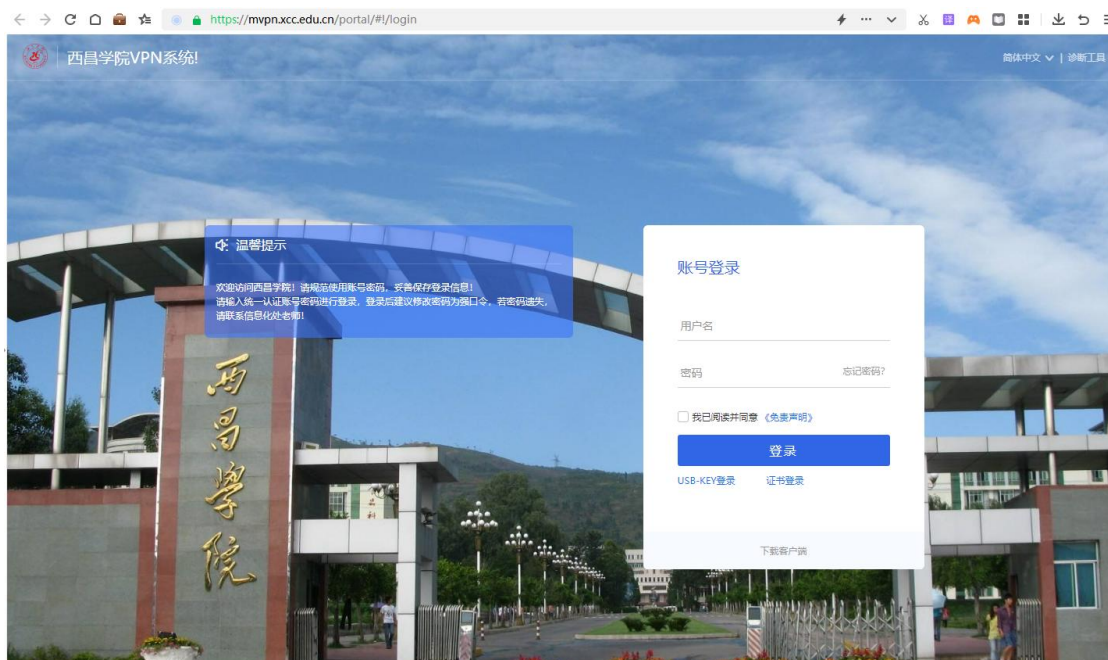 https://mvpn.xcc.edu.cn/portal/#!/login
译
西昌学院VPN系统!
简体中文 | 诊断工具
温馨提示
欢迎访问西昌学院！请规范使用账号密码，妥善保存登录信息！
请输入统一认证账号密码进行登录，登录后建议修改密码为强口令，若密码遗失，
请联系信息化处老师！
账号登录
用户名
密码
忘记密码?
我已阅读并同意 《免责声明》
登录
USB-KEY登录 证书登录
下载客户端
西
昌
學
院